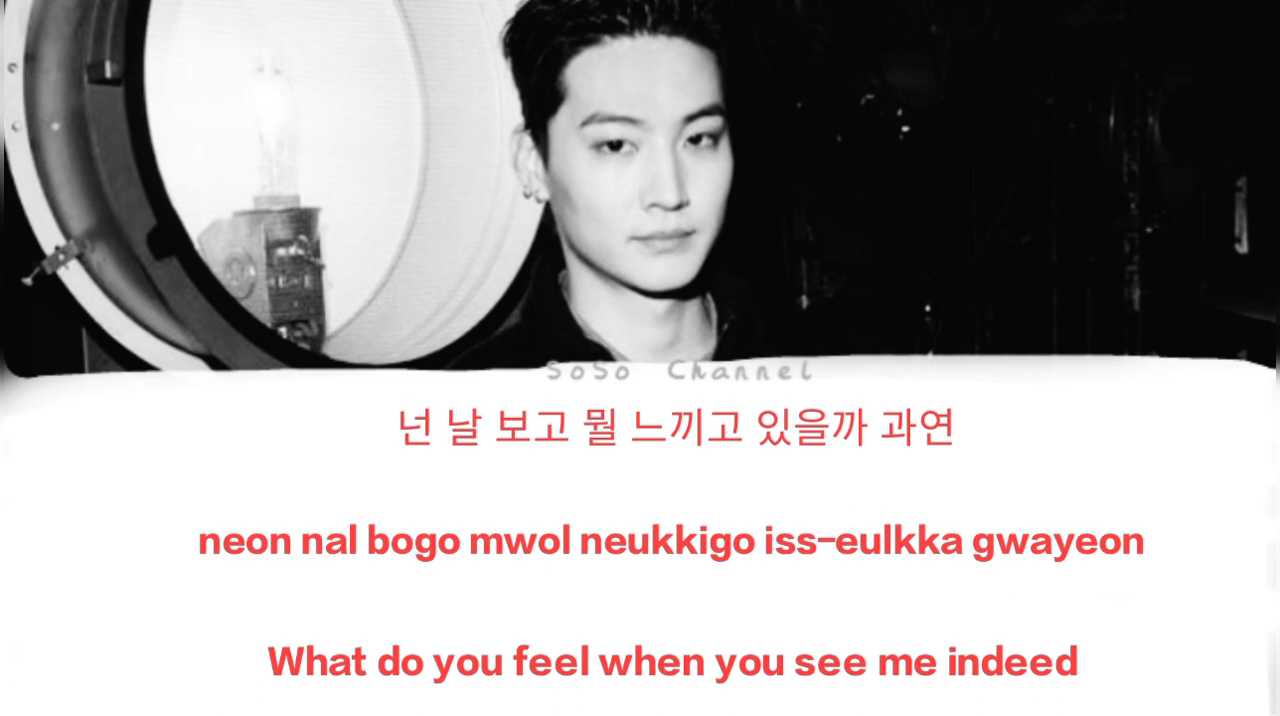 SoSo Channel
넌 날 보고 뭘 느끼고 있을까 과연
neon nal bogo mwol neukkigo iss-eulkka gwayeon
What do you feel when you see me indeed